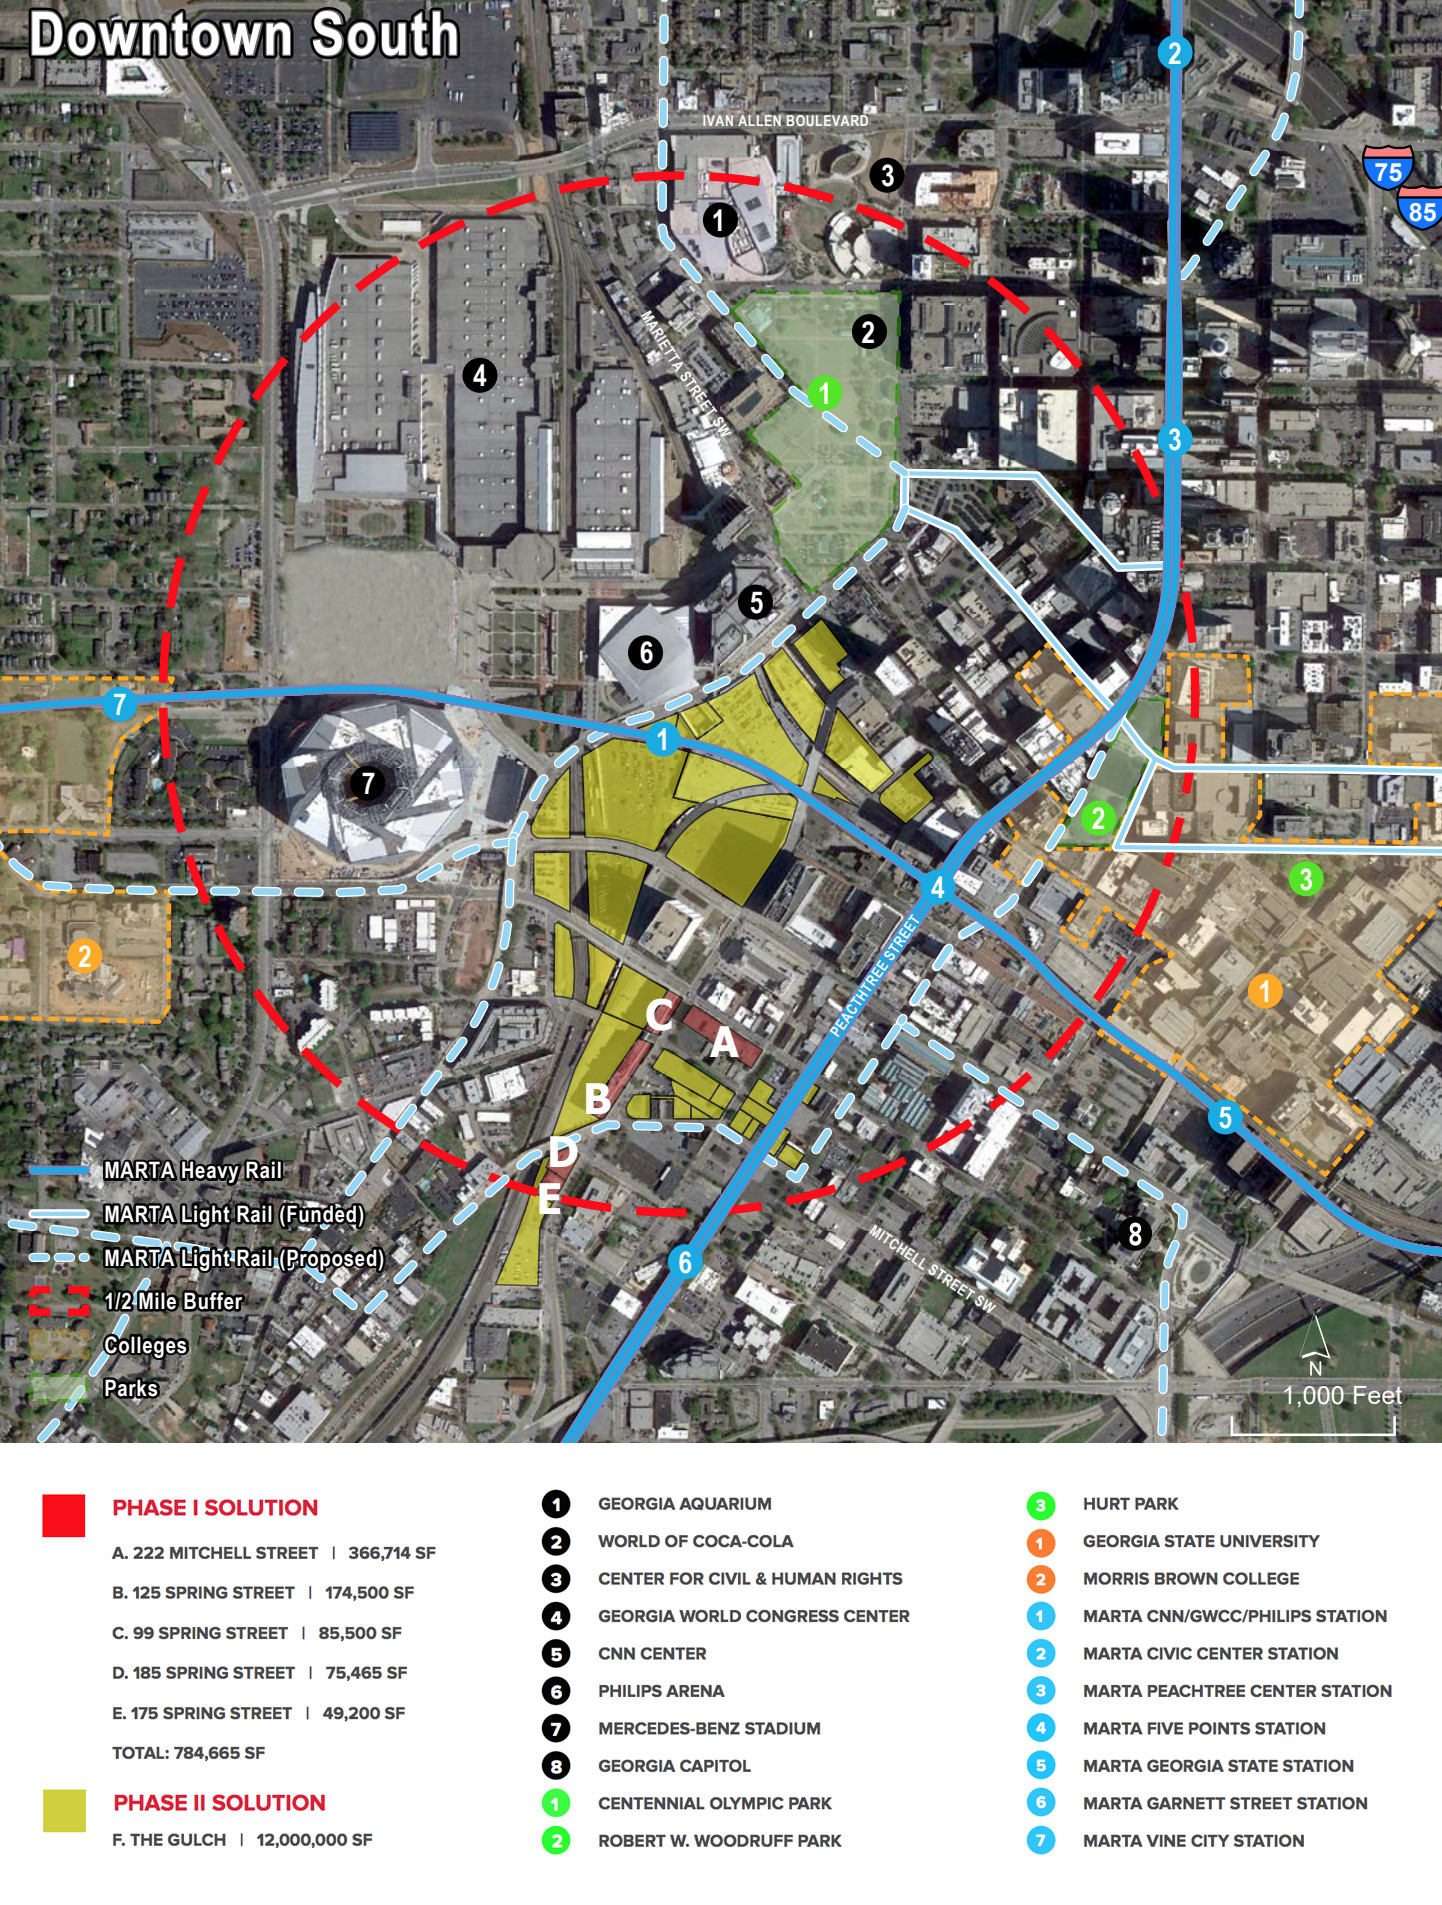 Downtown South
2
IVAN ALLEN BOULEVARD
75
85
3
1
2
MARIETTA STREET SW
4
1
3
5
6
7
1
7
2
3
4
2
1
PEACHTREE STREET
C
A
B
5
D
E
MARTA Heavy Rail
MARTA Light Rail (Funded)
MARTA Light Rail (Proposed)
1/2 Mile Buffer
Colleges
Parks
8
MITCHELL STREET SW
6
N
1,000 Feet
PHASE I SOLUTION
A. 222 MITCHELL STREET | 366,714 SF
B. 125 SPRING STREET | 174,500 SF
C. 99 SPRING STREET | 85,500 SF
D. 185 SPRING STREET | 75,465 SF
E. 175 SPRING STREET | 49,200 SF
TOTAL: 784,665 SF
PHASE II SOLUTION
F. THE GULCH | 12,000,000 SF
1 GEORGIA AQUARIUM
2 WORLD OF COCA-COLA
3 CENTER FOR CIVIL & HUMAN RIGHTS
4 GEORGIA WORLD CONGRESS CENTER
5 CNN CENTER
6 PHILIPS ARENA
7 MERCEDES-BENZ STADIUM
8 GEORGIA CAPITOL
1 CENTENNIAL OLYMPIC PARK
2 ROBERT W. WOODRUFF PARK
3 HURT PARK
1 GEORGIA STATE UNIVERSITY
2 MORRIS BROWN COLLEGE
1 MARTA CNN/GWCC/PHILIPS STATION
2 MARTA CIVIC CENTER STATION
3 MARTA PEACHTREE CENTER STATION
4 MARTA FIVE POINTS STATION
5 MARTA GEORGIA STATE STATION
6 MARTA GARNETT STREET STATION
7 MARTA VINE CITY STATION